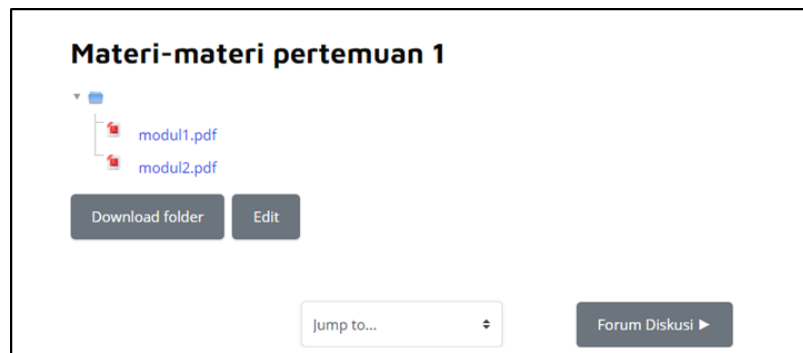 Materi-materi pertemuan 1
modul1.pdf
modul2.pdf
Download folder Edit
Jump to... Forum Diskusi ►